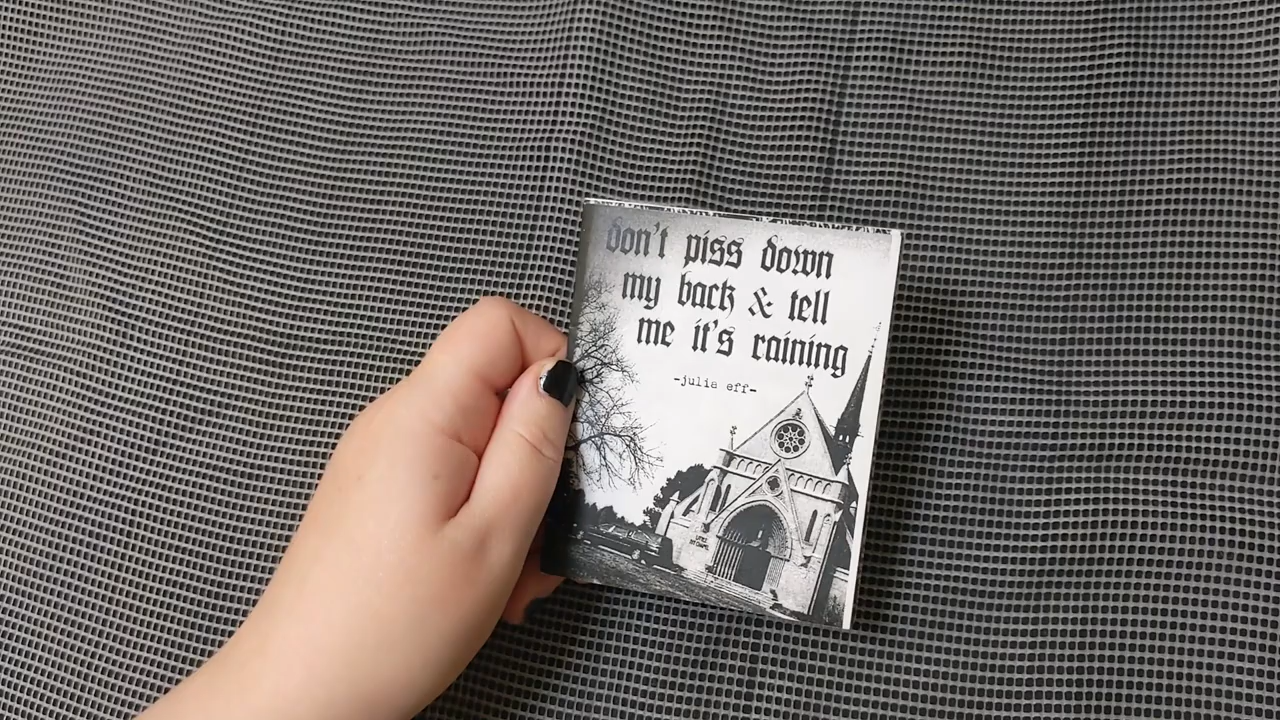 don't piss down
my back & tell
me it's raining
-julia eff-